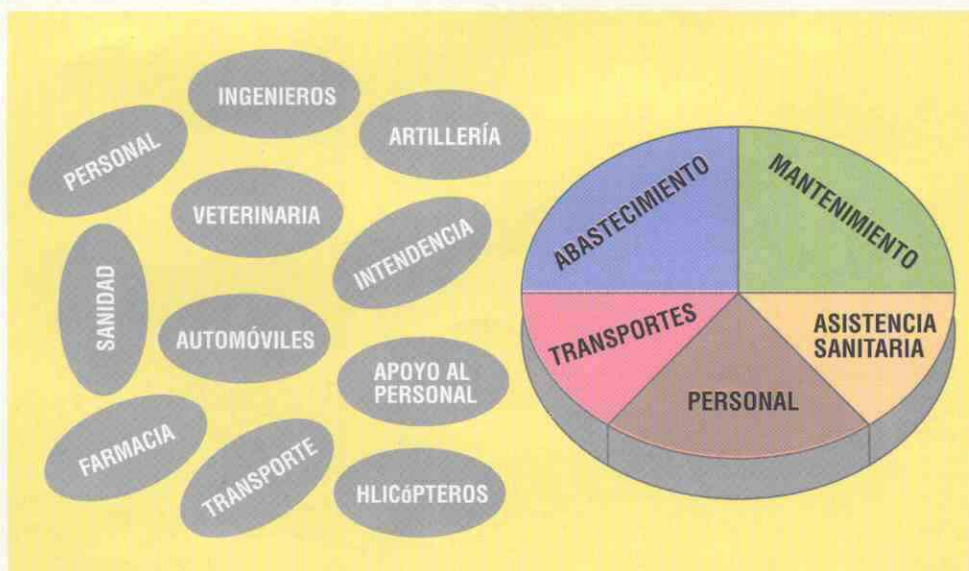 INGENIEROS
PERSONAL
ARTILLERÍA
VETERINARIA
INTENDENCIA
SANIDAD
AUTOMÓVILES
APOYO AL
PERSONAL
FARMACIA
TRANSPORTE
HLICóPTEROS
ABASTECIMIENTO
MANTENIMIENTO
TRANSPORTES
ASISTENCIA
SANITARIA
PERSONAL